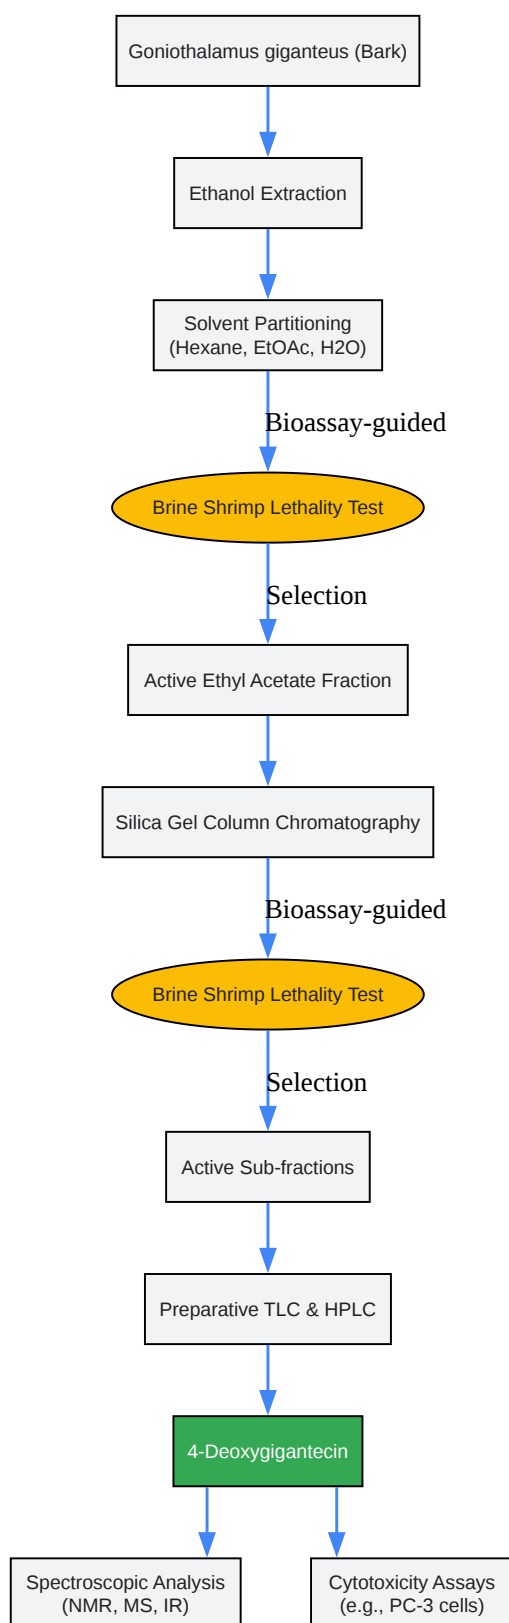 Goniothalamus giganteus (Bark)
Ethanol Extraction
Solvent Partitioning
(Hexane, EtOAc, H2O)
Bioassay-guided
Brine Shrimp Lethality Test
Selection
Active Ethyl Acetate Fraction
Silica Gel Column Chromatography
Bioassay-guided
Brine Shrimp Lethality Test
Selection
Active Sub-fractions
Preparative TLC & HPLC
4-Deoxygigantecin
Spectroscopic Analysis
(NMR, MS, IR)
Cytotoxicity Assays
(e.g., PC-3 cells)